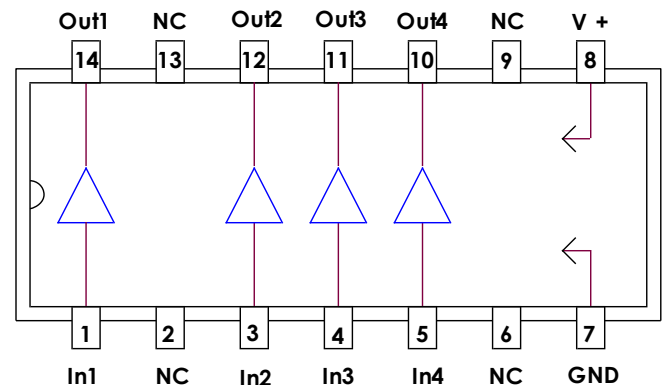 Out1 NC Out2 Out3 Out4 NC V +
14 13 12 11 10 9 8
1 2 3 4 5 6 7
In1 NC In2 In3 In4 NC GND